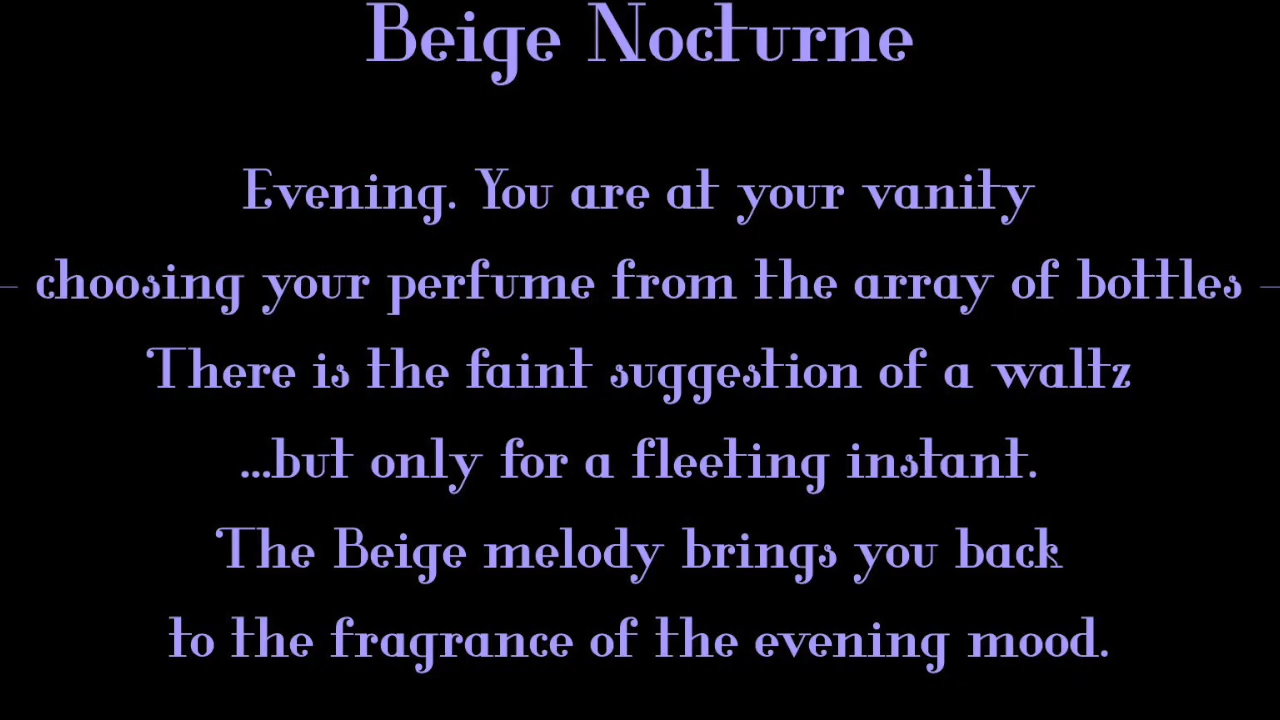 Beige Nocturne
Evening. You are at your vanity
– choosing your perfume from the array of bottles –
There is the faint suggestion of a waltz
...but only for a fleeting instant.
The Beige melody brings you back
to the fragrance of the evening mood.